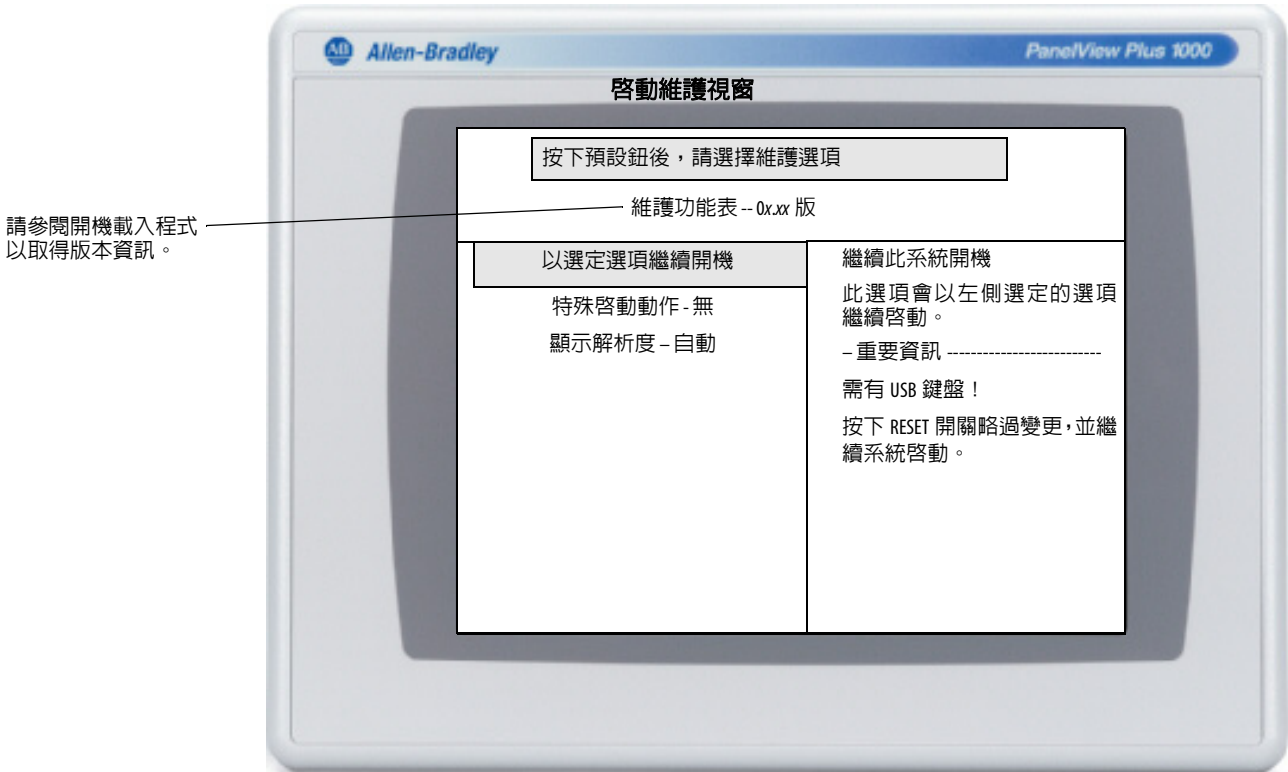 Allen-Bradley
PanelView Plus 1000
啓動維護視窗
按下預設鈕後，請選擇維護選項
維護功能表 -- 0x.xx 版
請參閱開機載入程式
以取得版本資訊。
以選定選項繼續開機
特殊啓動動作 - 無
顯示解析度 – 自動
繼續此系統開機
此選項會以左側選定的選項
繼續啓動。
– 重要資訊 --------------------------
需有 USB 鍵盤！
按下 RESET 開關略過變更，並繼
續系統啓動。